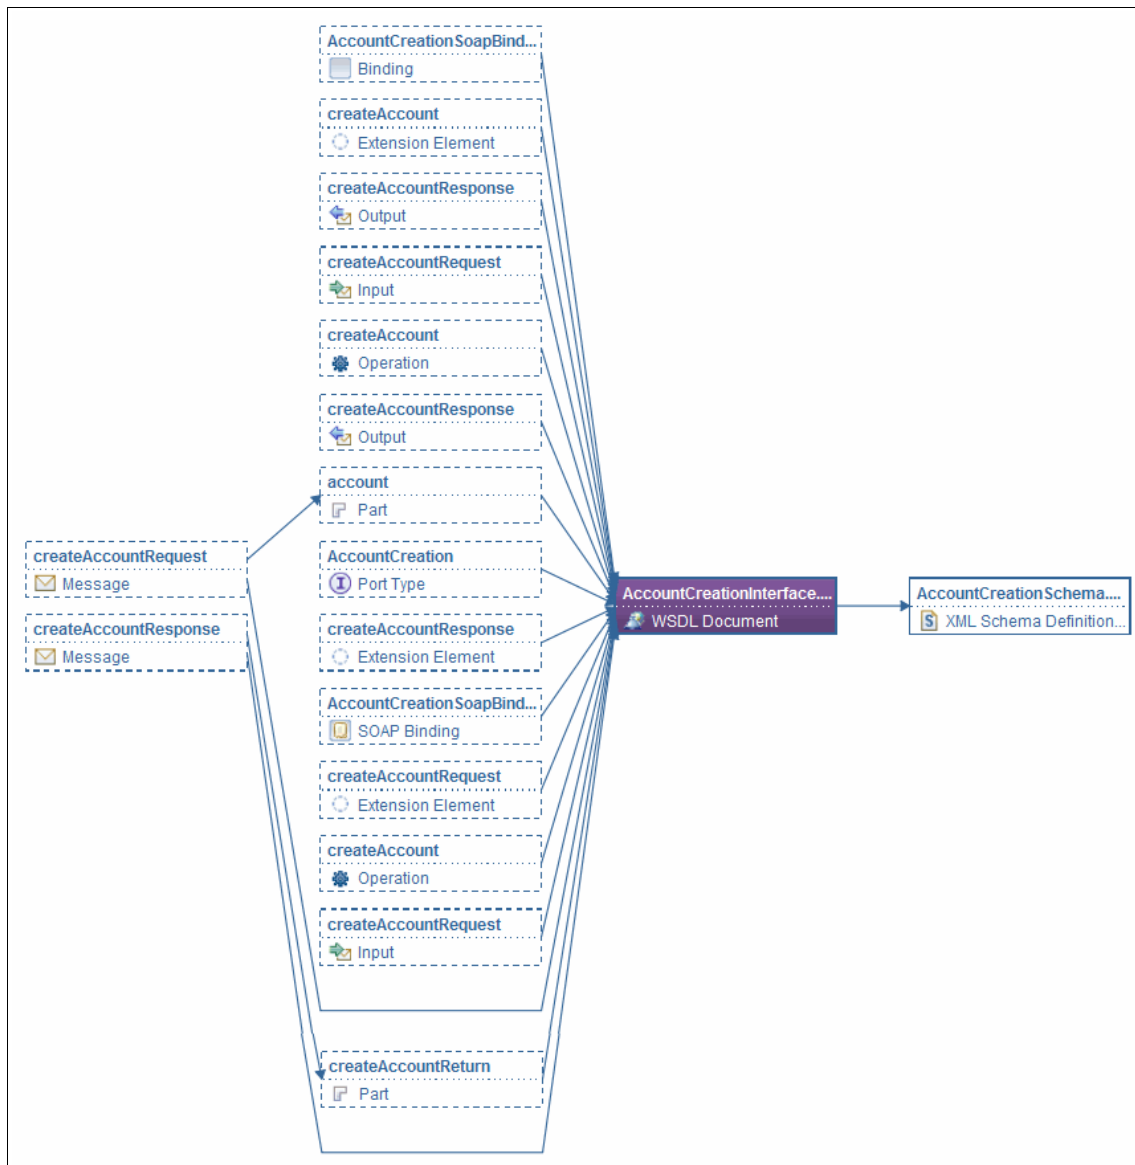 AccountCreationSoapBind...
Binding
createAccount
Extension Element
createAccountResponse
Output
createAccountRequest
Input
createAccount
Operation
createAccountResponse
Output
account
Part
createAccountRequest
Message
AccountCreation
Port Type
createAccountResponse
Message
createAccountResponse
Extension Element
AccountCreationInterface....
WSDL Document
AccountCreationSchema....
XML Schema Definition...
AccountCreationSoapBind...
SOAP Binding
createAccountRequest
Extension Element
createAccount
Operation
createAccountRequest
Input
createAccountReturn
Part